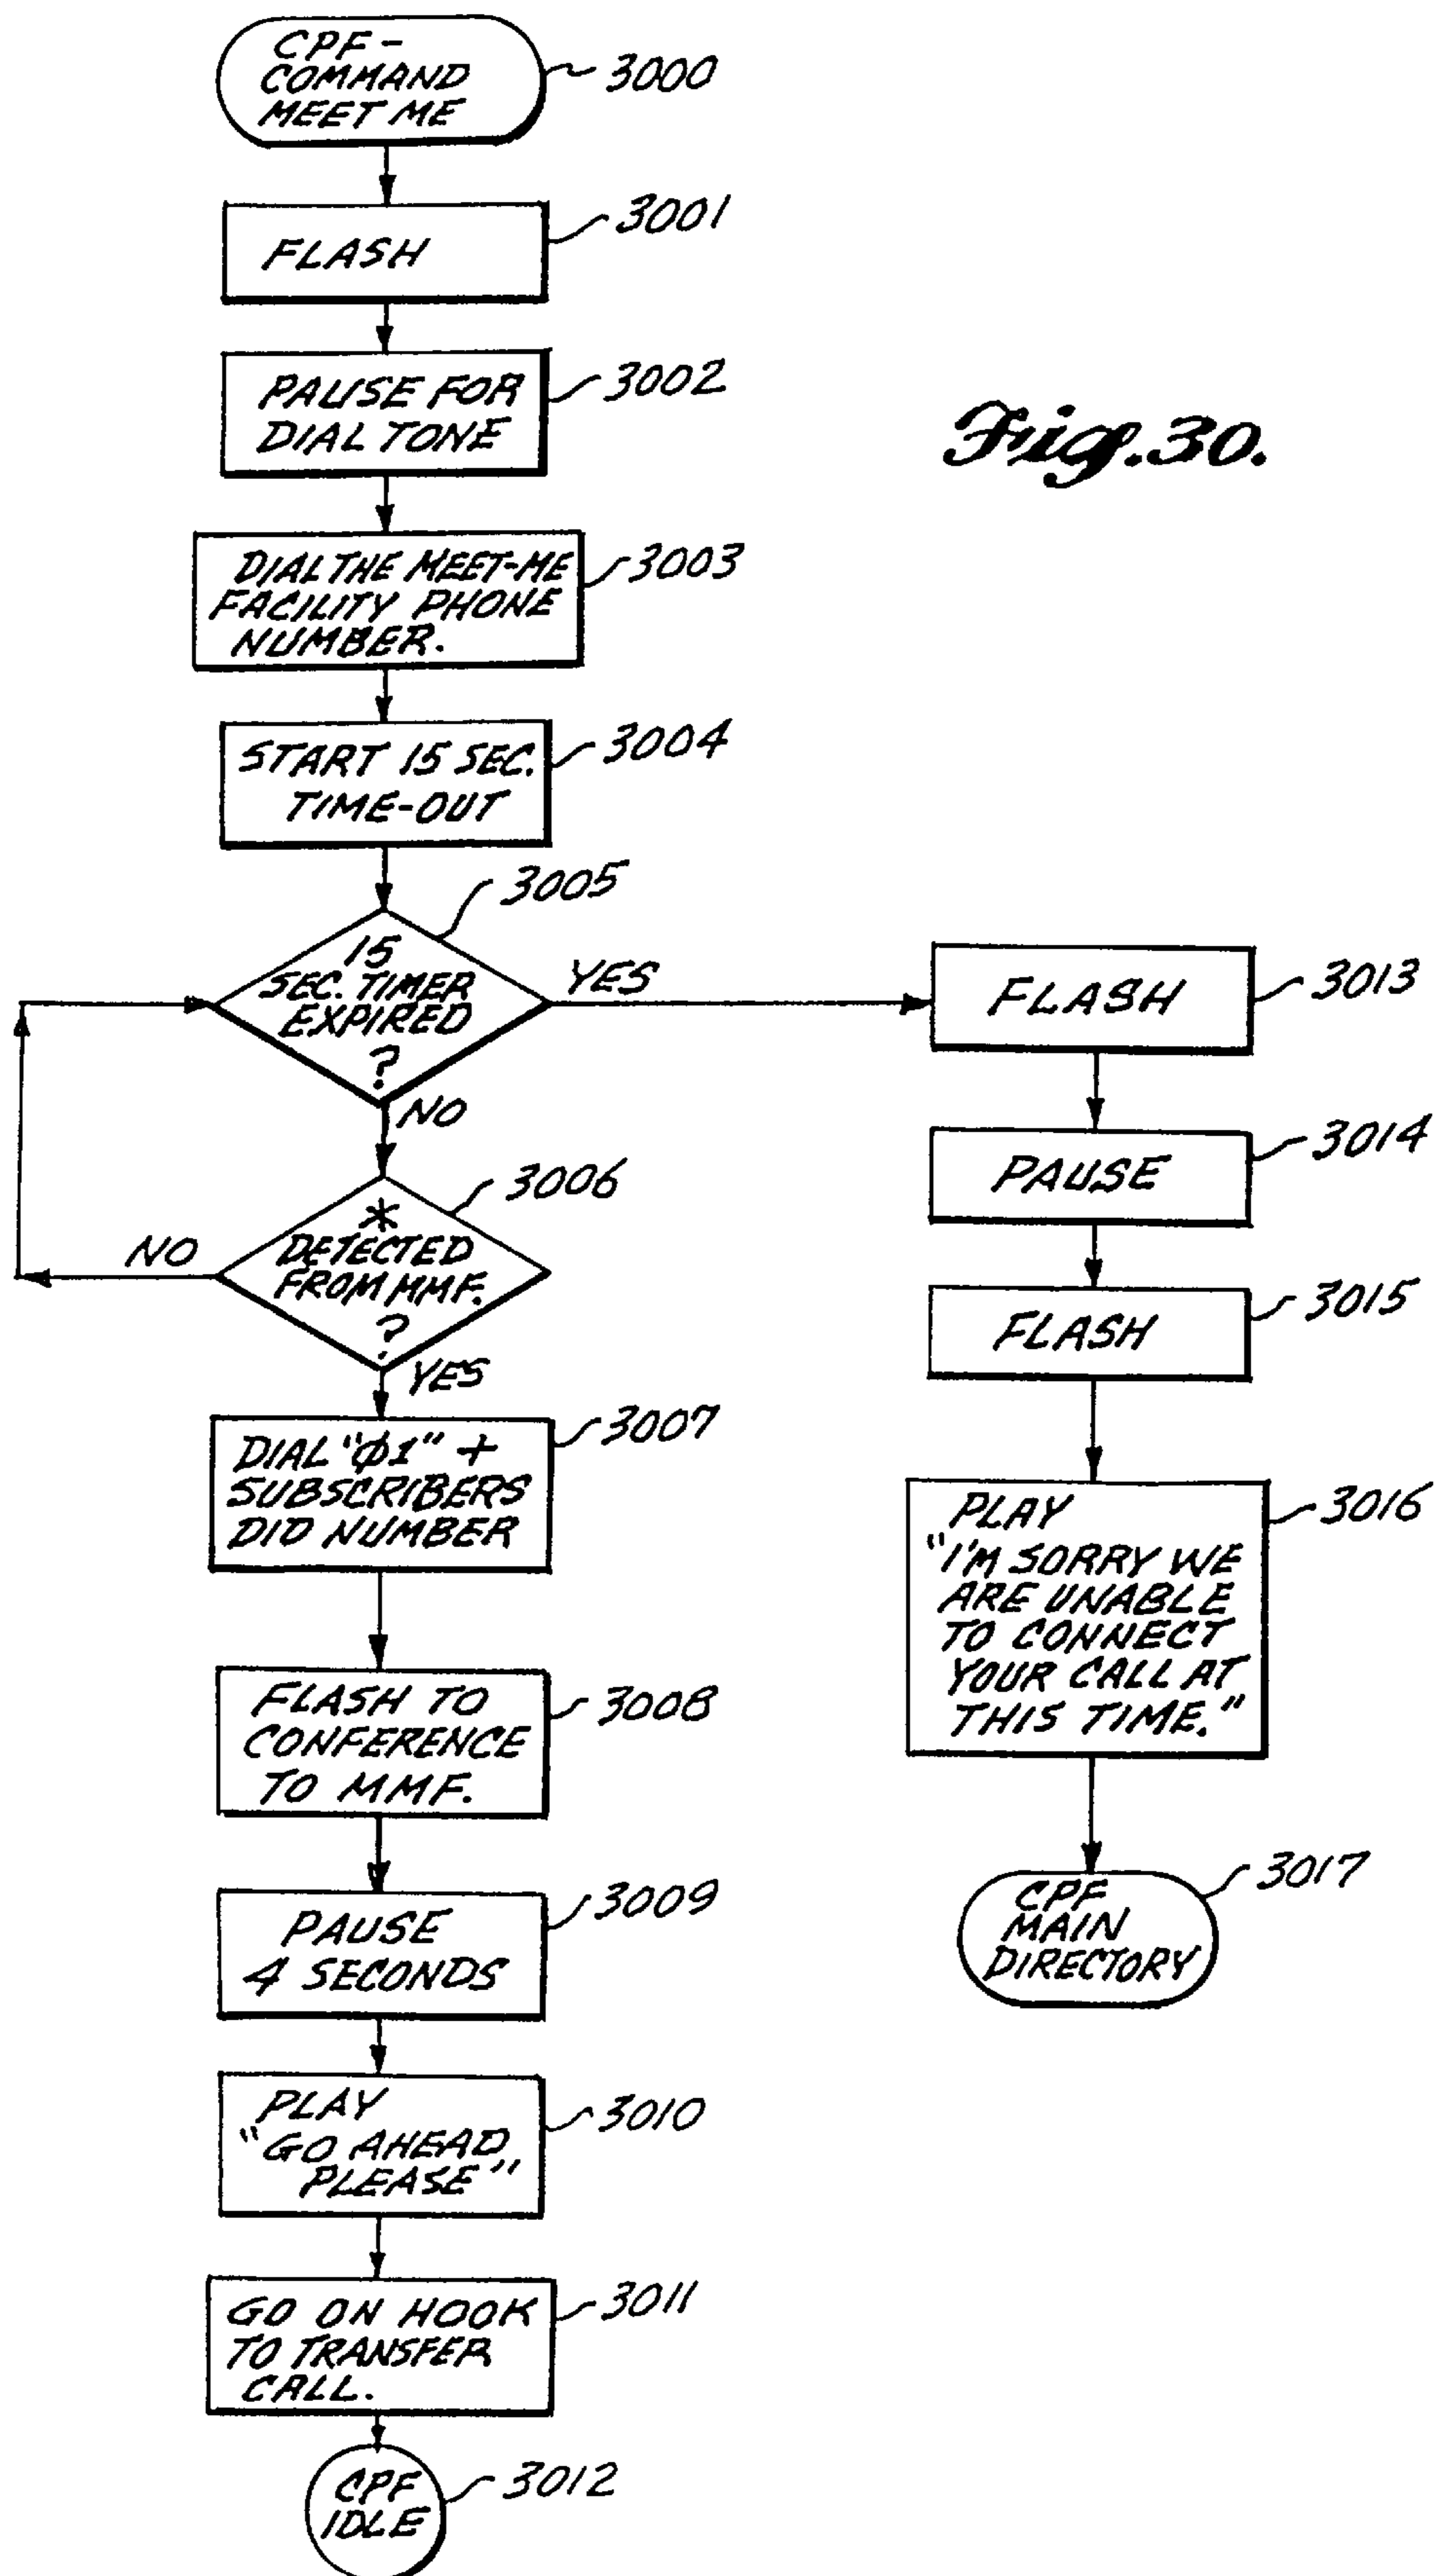 CPF-
COMMAND
MEET ME
3000
FLASH
3001
PAUSE FOR
DIAL TONE
3002
Fig. 30.
DIAL THE MEET-ME
FACILITY PHONE
NUMBER.
3003
START 15 SEC.
TIME-OUT
3004
15
SEC. TIMER
EXPIRED
?
3005
YES
NO
*
DETECTED
FROM MMF.
?
3006
NO
YES
DIAL "Ø1" +
SUBSCRIBERS
DID NUMBER
3007
FLASH TO
CONFERENCE
TO MMF.
3008
PAUSE
4 SECONDS
3009
PLAY
"GO AHEAD
PLEASE"
3010
GO ON HOOK
TO TRANSFER
CALL.
3011
CPF
IDLE
3012
FLASH
3013
PAUSE
3014
FLASH
3015
PLAY
"I'M SORRY WE
ARE UNABLE
TO CONNECT
YOUR CALL AT
THIS TIME."
3016
CPF
MAIN
DIRECTORY
3017